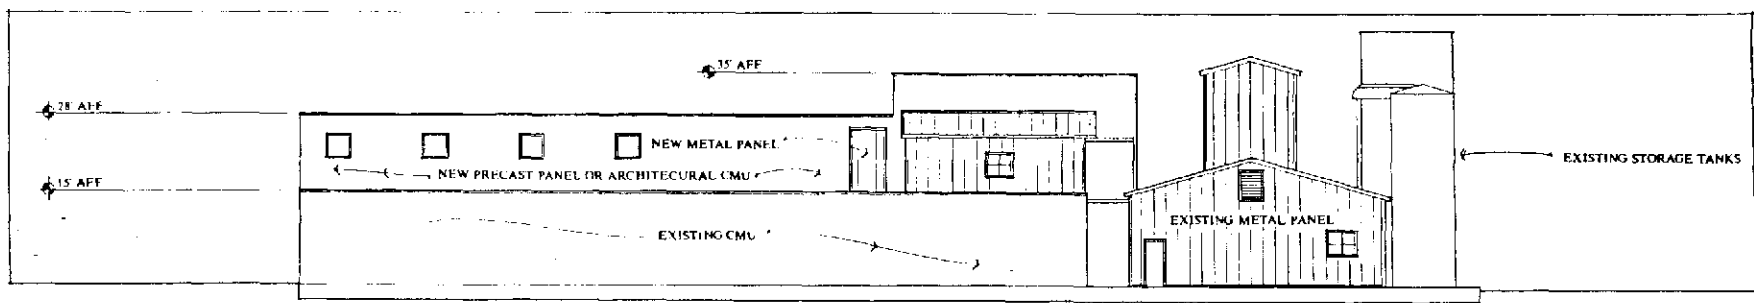 35' AFF
28' AFF
NEW METAL PANEL
NEW PRECAST PANEL OR ARCHITECURAL CMU
EXISTING STORAGE TANKS
15' AFF
EXISTING METAL PANEL
EXISTING CMU